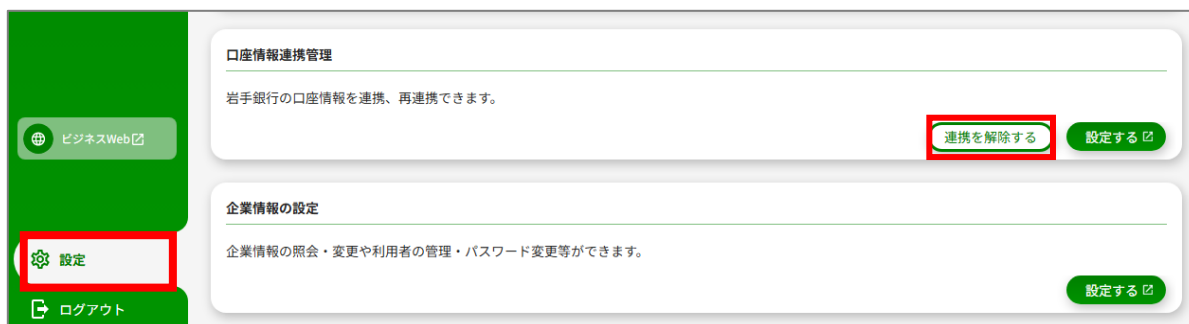 口座情報連携管理
岩手銀行の口座情報を連携、再連携できます。
ビジネスWeb
連携を解除する
設定する
企業情報の設定
企業情報の照会・変更や利用者の管理・パスワード変更等ができます。
設定
設定する
ログアウト